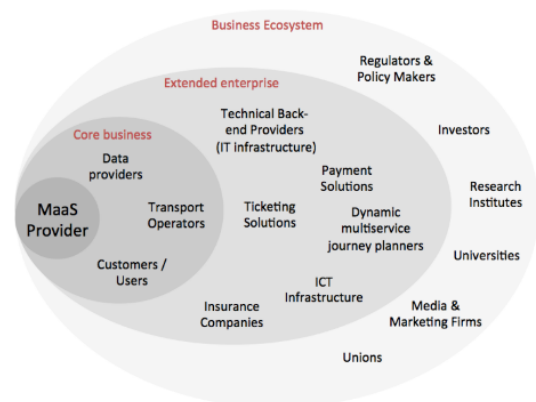 Business Ecosystem
Regulators &
Policy Makers
Extended enterprise
Technical Back-
end Providers
(IT infrastructure)
Core business
Investors
Data
providers
Payment
Solutions
Research
Institutes
MaaS
Provider
Transport
Operators
Ticketing
Solutions
Dynamic
multiservice
journey planners
Universities
Customers /
Users
ICT
Infrastructure
Insurance
Companies
Media &
Marketing Firms
Unions